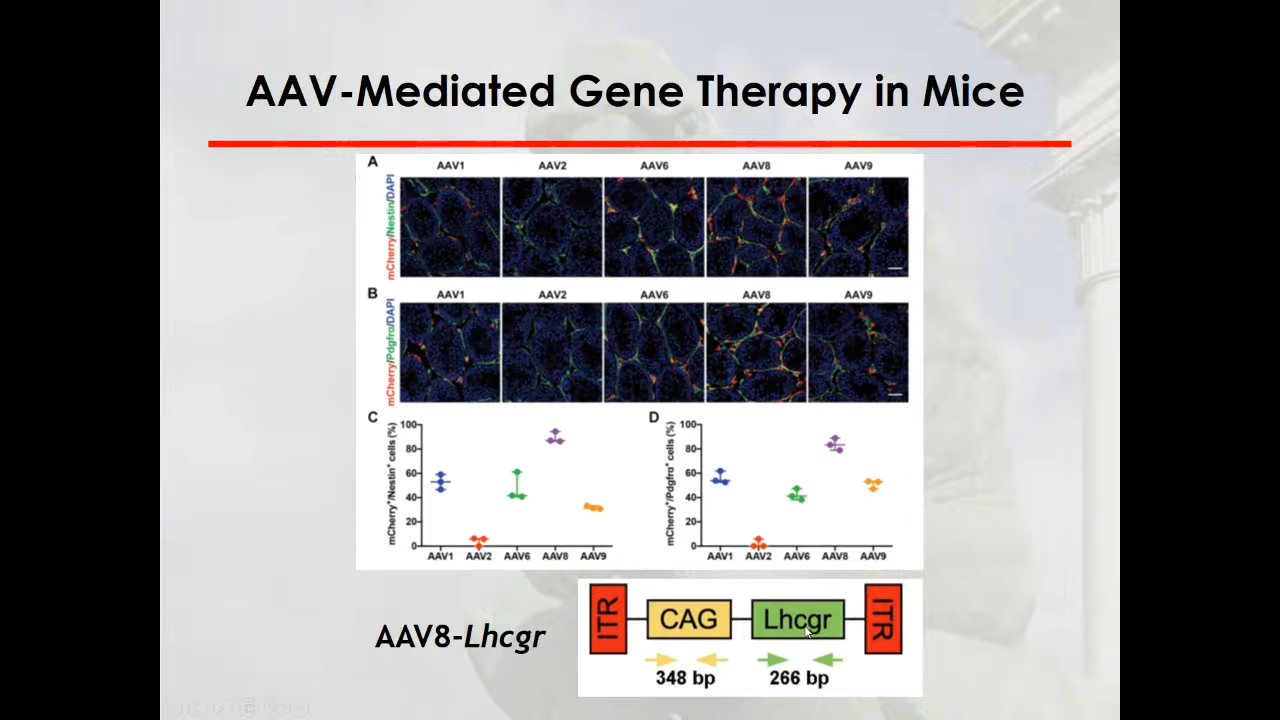 AAV-Mediated Gene Therapy in Mice
A
AAV1 AAV2 AAV6 AAV8 AAV9
mCherry/Nestin/DAPI
B
AAV1 AAV2 AAV6 AAV8 AAV9
mCherry/Pdgfrα/DAPI
C
mCherry⁺/Nestin⁺ cells (%)
100
80
60
40
20
0
AAV1 AAV2 AAV6 AAV8 AAV9
D
mCherry⁺/Pdgfrα⁺ cells (%)
100
80
60
40
20
0
AAV1 AAV2 AAV6 AAV8 AAV9
AAV8-Lhcgr
ITR CAG Lhcgr ITR
348 bp 266 bp